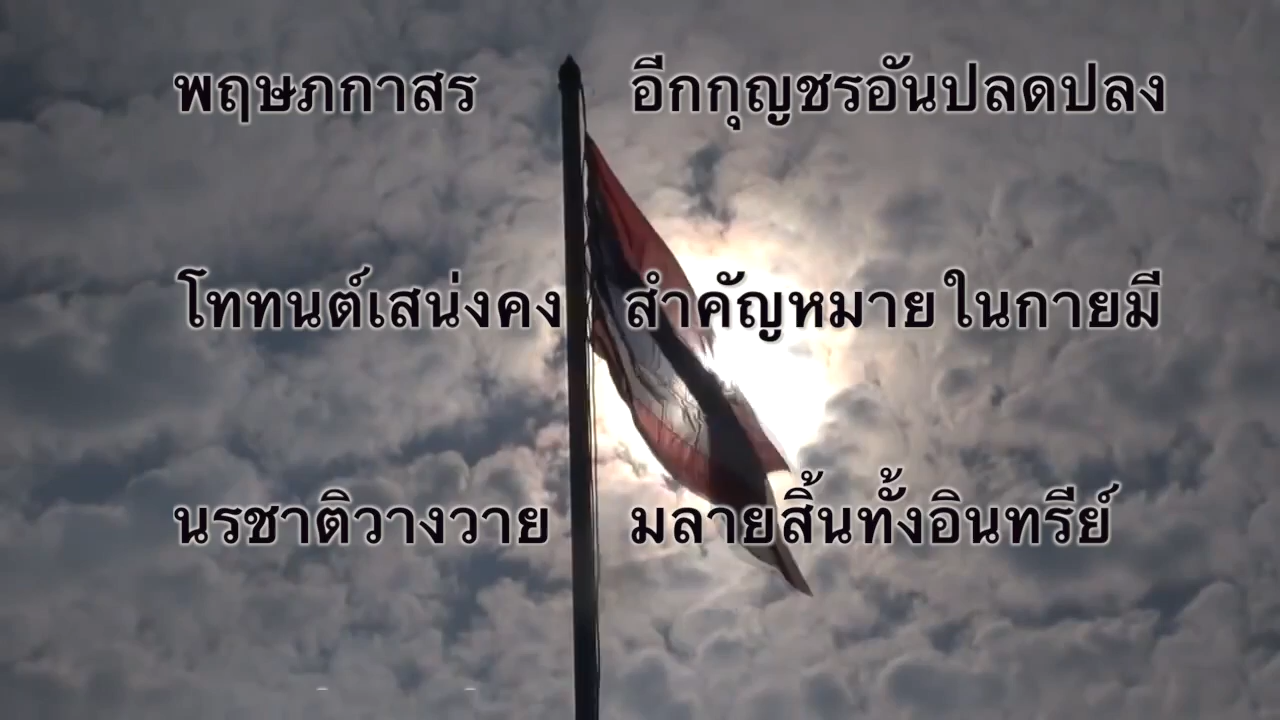 พฤษภกาสร อีกกุญชรอันปลดปลง
โททนต์เสน่งคง สำคัญหมายในกายมี
นรชาติวางวาย มลายสิ้นทั้งอินทรีย์